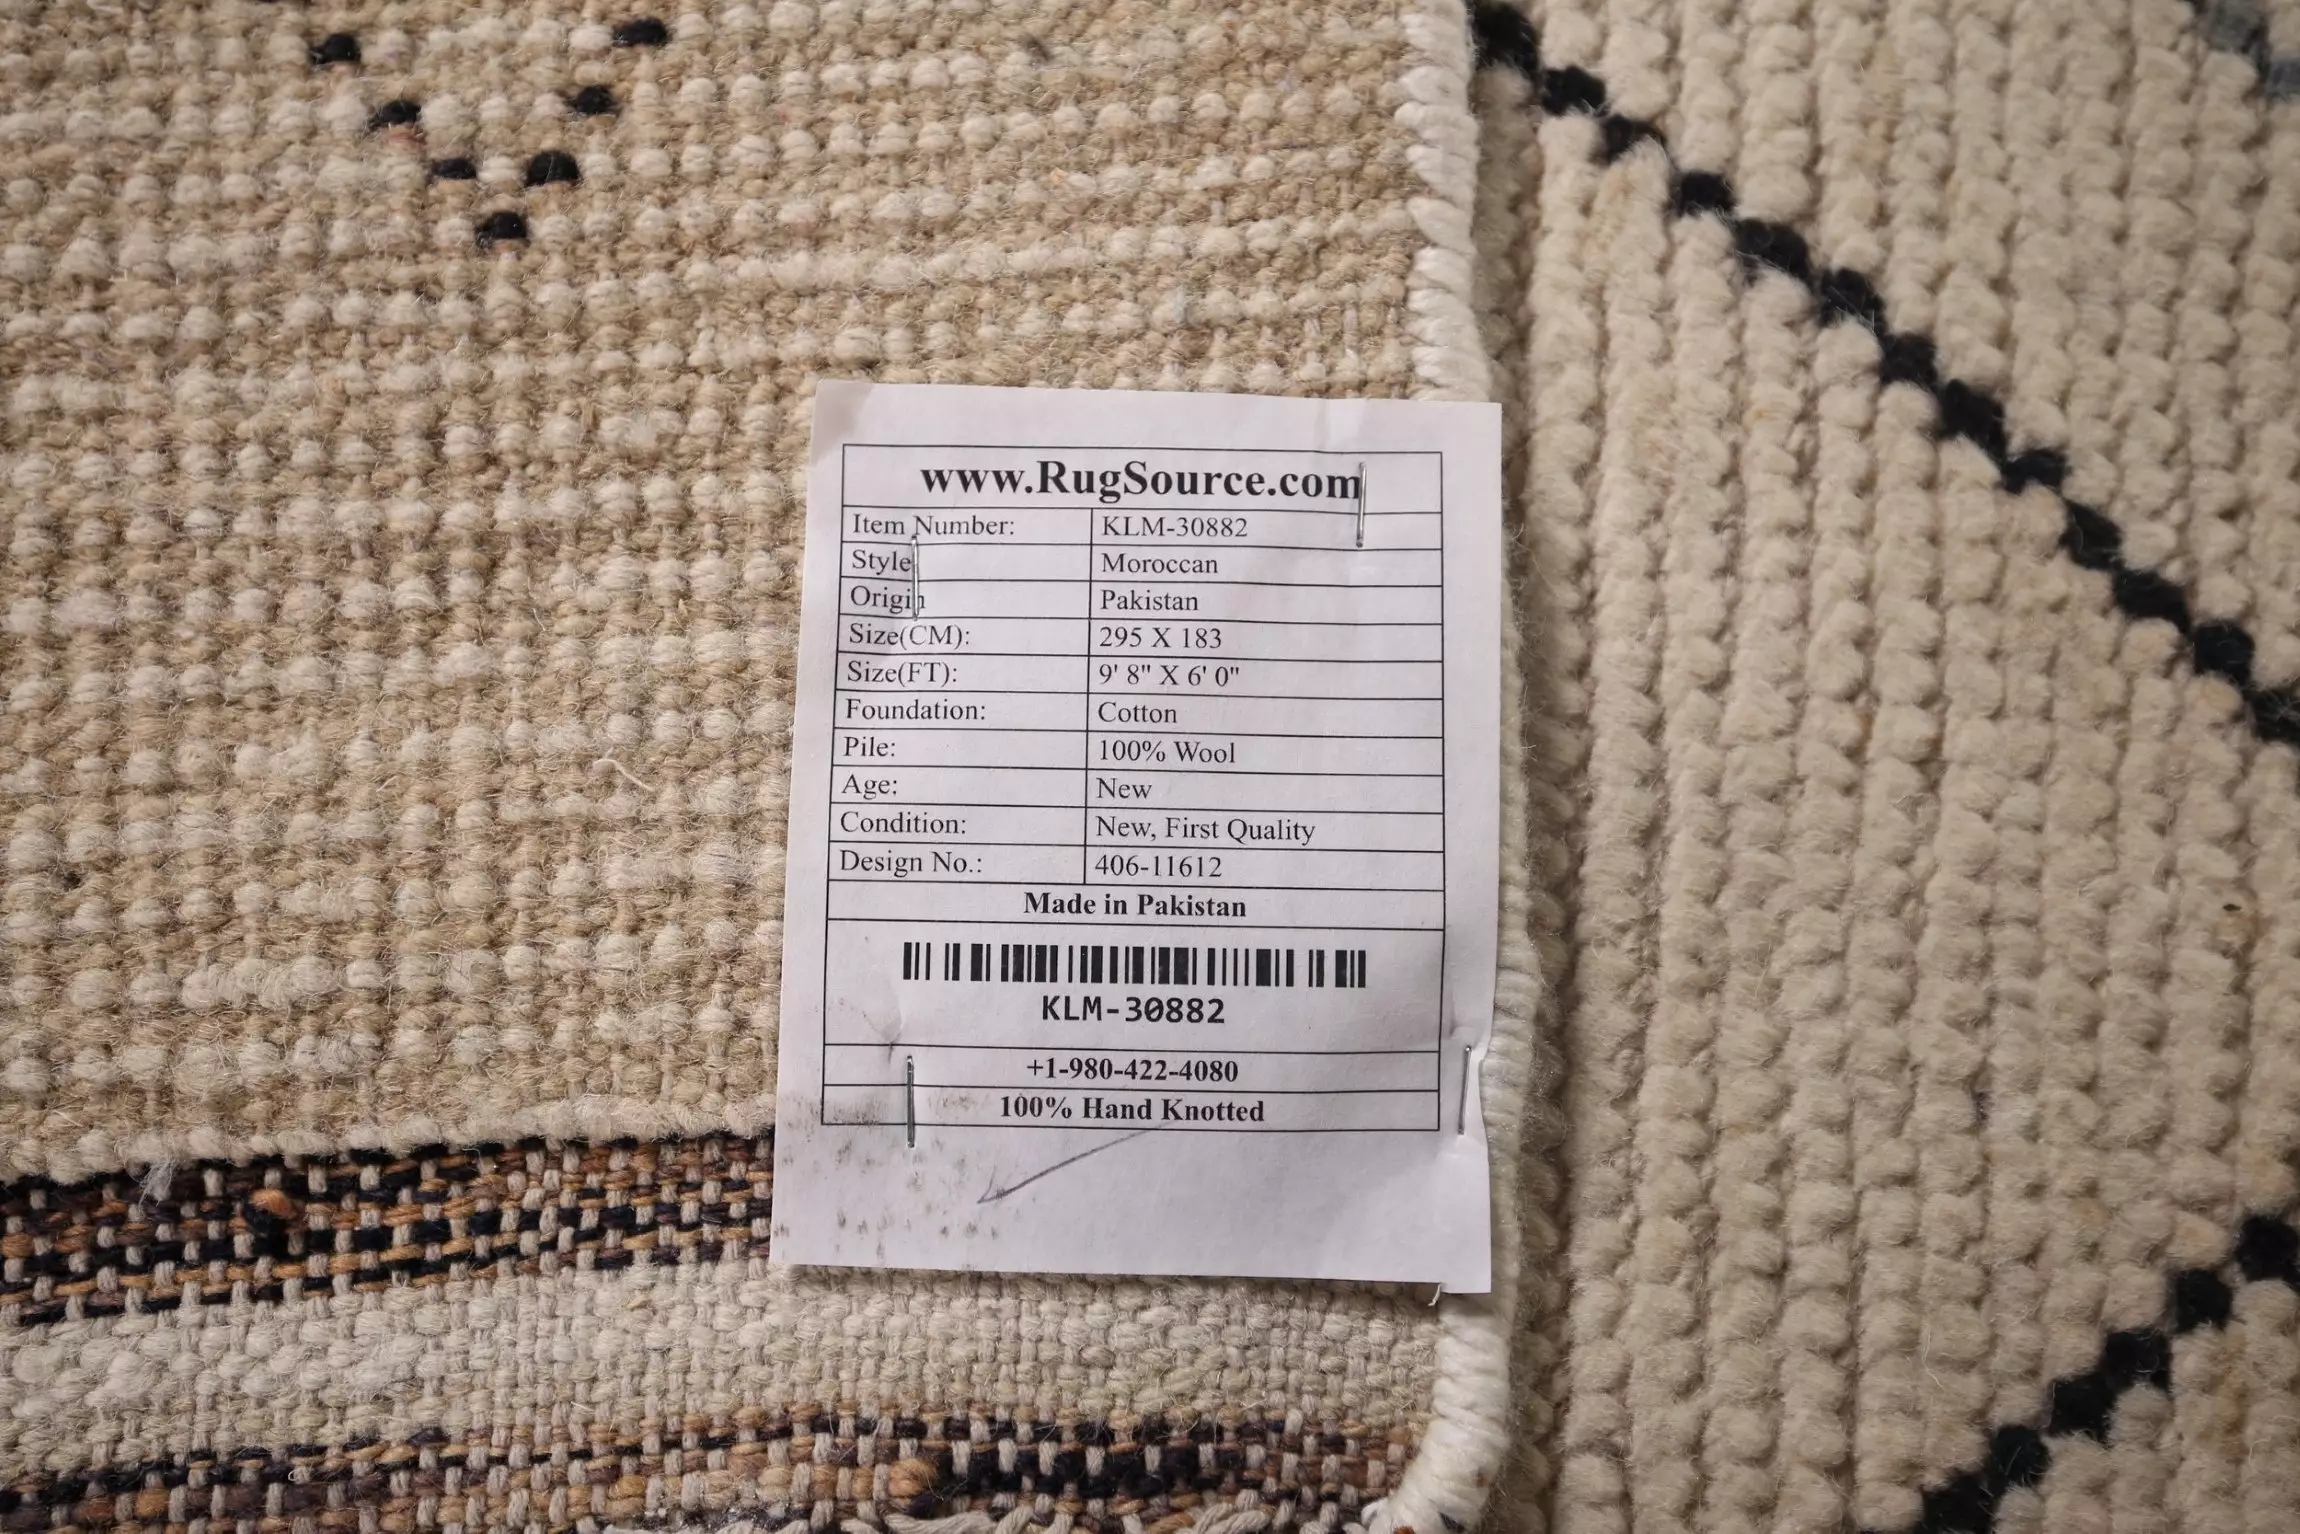 www.RugSource.com
Item Number: KLM-30882
Style Moroccan
Origin Pakistan
Size(CM): 295 X 183
Size(FT): 9' 8" X 6' 0"
Foundation: Cotton
Pile: 100% Wool
Age: New
Condition: New, First Quality
Design No.: 406-11612
Made in Pakistan
KLM-30882
+1-980-422-4080
100% Hand Knotted